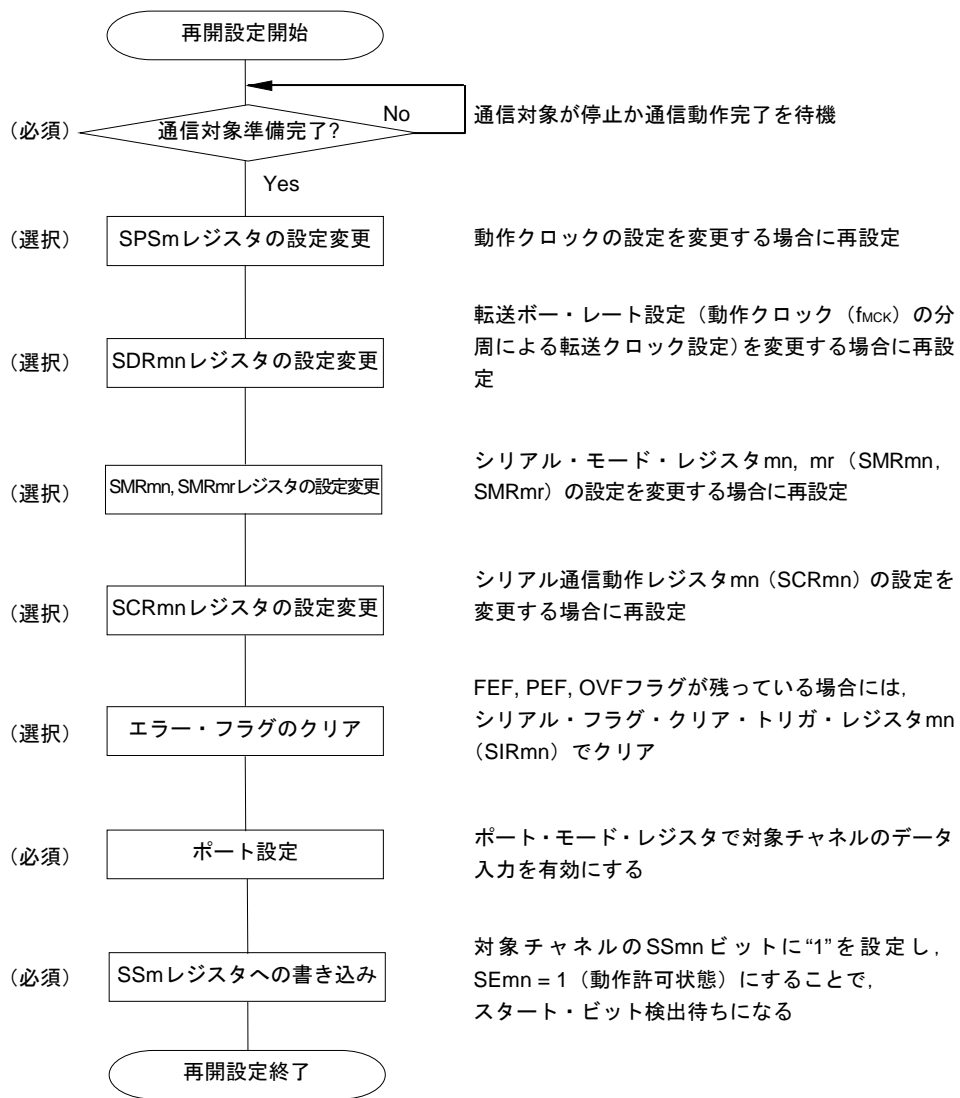 再開設定開始
(必須)
通信対象準備完了?
No
通信対象が停止か通信動作完了を待機
Yes
(選択)
SPSmレジスタの設定変更
動作クロックの設定を変更する場合に再設定
(選択)
SDRmnレジスタの設定変更
転送ボー・レート設定(動作クロック(fMCK)の分
周による転送クロック設定)を変更する場合に再設
定
(選択)
SMRmn, SMRmrレジスタの設定変更
シリアル・モード・レジスタmn, mr(SMRmn,
SMRmr)の設定を変更する場合に再設定
(選択)
SCRmnレジスタの設定変更
シリアル通信動作レジスタmn(SCRmn)の設定を
変更する場合に再設定
(選択)
エラー・フラグのクリア
FEF, PEF, OVFフラグが残っている場合には,
シリアル・フラグ・クリア・トリガ・レジスタmn
(SIRmn)でクリア
(必須)
ポート設定
ポート・モード・レジスタで対象チャネルのデータ
入力を有効にする
(必須)
SSmレジスタへの書き込み
対象チャネルのSSmnビットに“1”を設定し,
SEmn = 1(動作許可状態)にすることで,
スタート・ビット検出待ちになる
再開設定終了